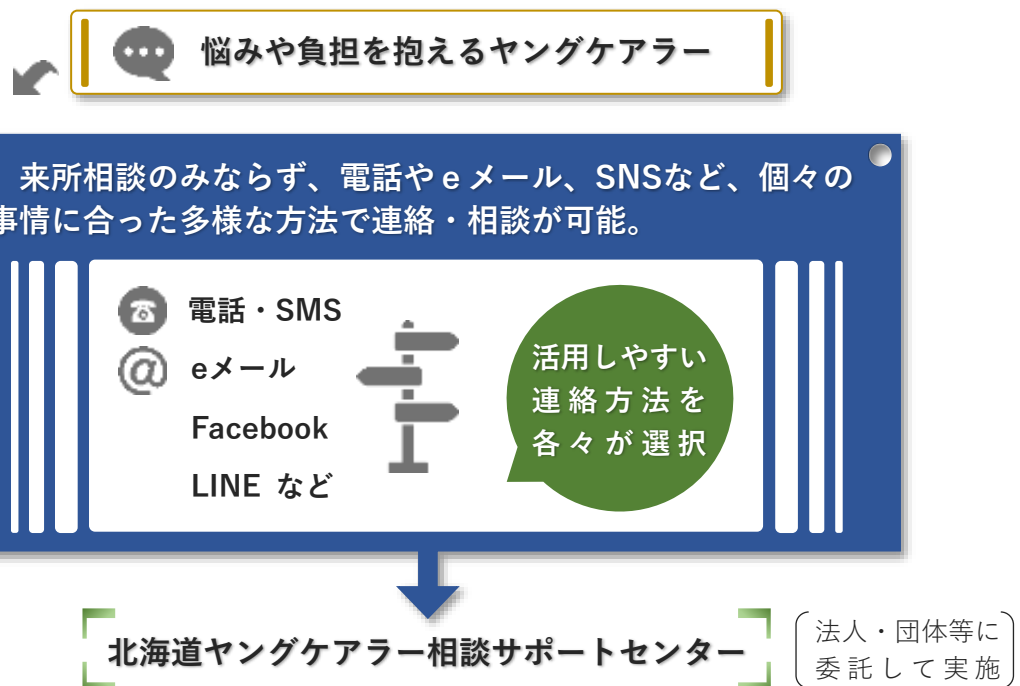 悩みや負担を抱えるヤングケアラー
来所相談のみならず、電話やｅメール、SNSなど、個々の
事情に合った多様な方法で連絡・相談が可能。
電話・SMS
eメール
Facebook
LINE など
活用しやすい
連絡方法を
各々が選択
北海道ヤングケアラー相談サポートセンター
法人・団体等に
委託して実施